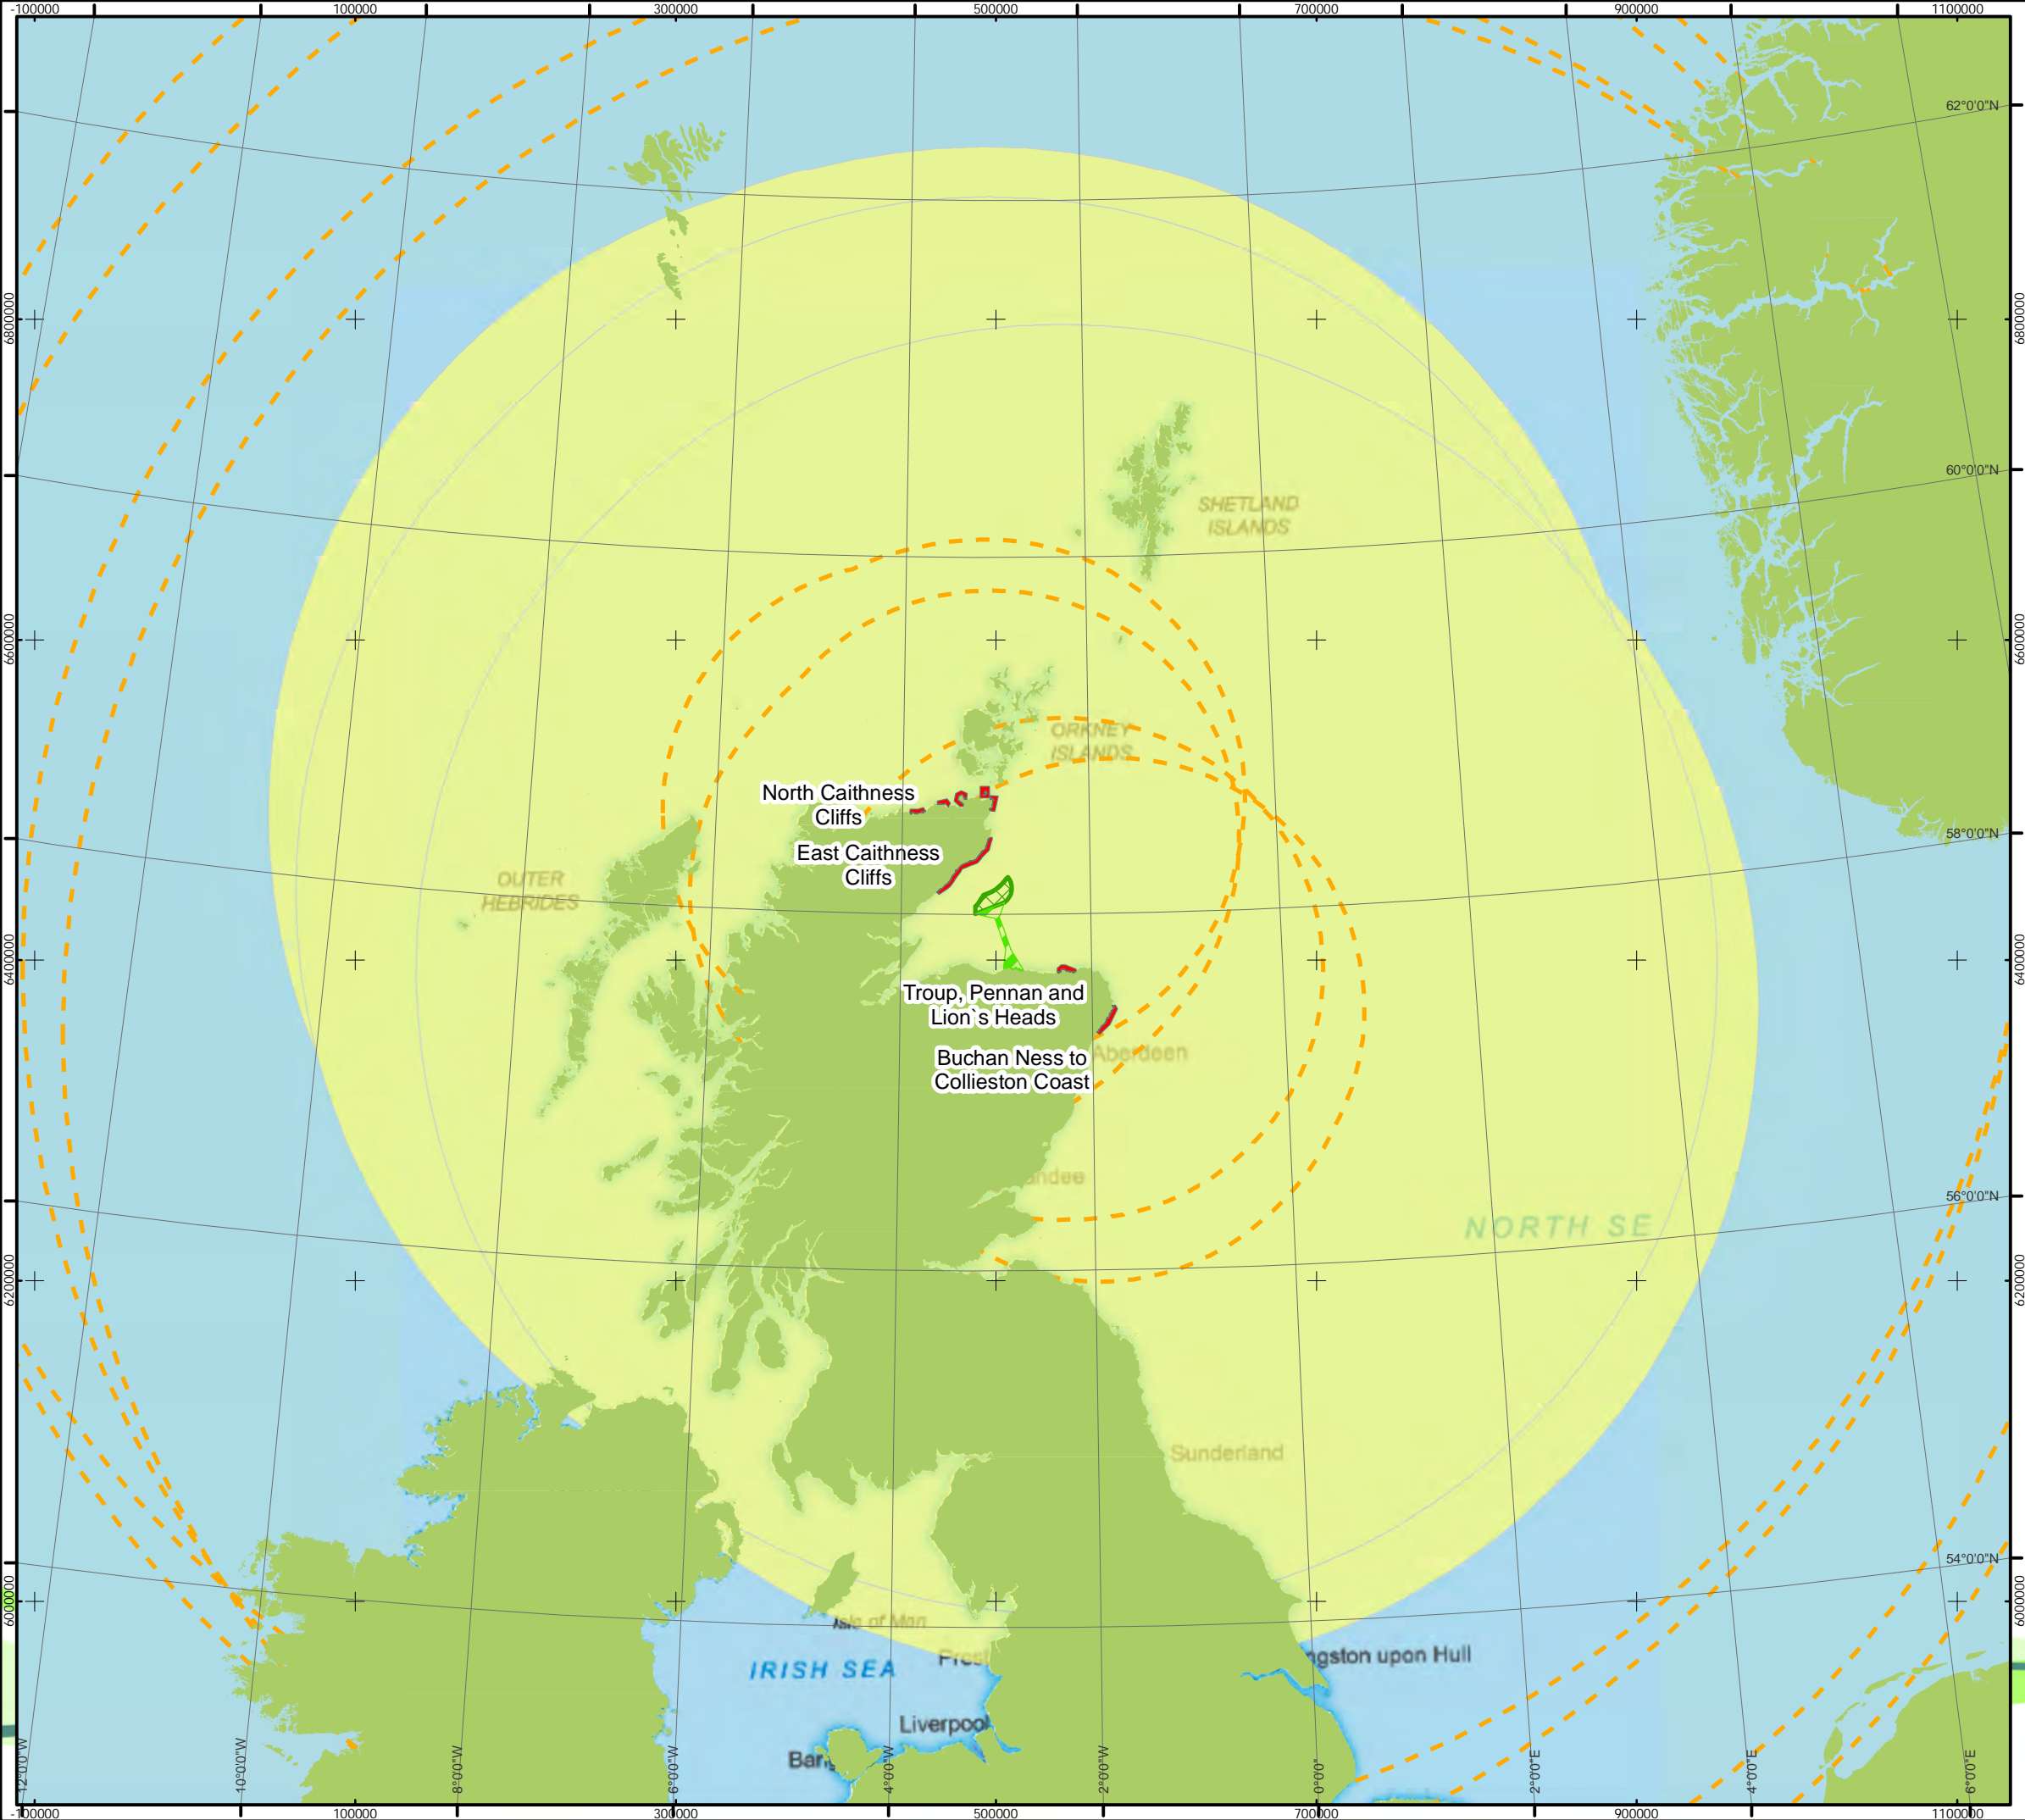 -100000
100000
300000
500000
700000
900000
1100000
62°0'0"N
6800000
6800000
60°0'0"N
SHETLAND
ISLANDS
6600000
6600000
ORKNEY
ISLANDS
North Caithness
Cliffs
58°0'0"N
East Caithness
Cliffs
OUTER
HEBRIDES
6400000
6400000
Troup, Pennan and
Lion`s Heads
Buchan Ness to
Collieston Coast
Aberdeen
andee
56°0'0"N
NORTH SE
6200000
6200000
Sunderland
54°0'0"N
6000000
6000000
Isle of Man
IRISH SEA
Pres
ngston upon Hull
Liverpool
Ban
12°0'0"W
10°0'0"W
8°0'0"W
6°0'0"W
4°0'0"W
2°0'0"W
0°0'0"
2°0'0"E
4°0'0"E
6°0'0"E
-100000
100000
300000
500000
700000
900000
1100000